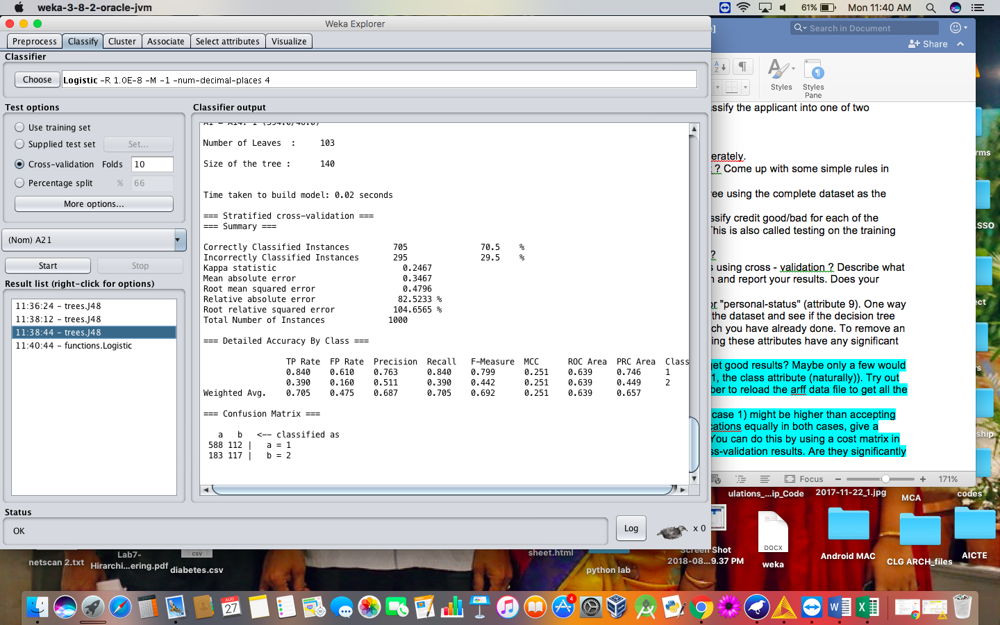 weka-3-8-2-oracle-jvm
61%
Mon 11:40 AM
Weka Explorer
Preprocess
Classify
Cluster
Associate
Select attributes
Visualize
Classifier
Choose
Logistic -R 1.0E-8 -M -1 -num-decimal-places 4
Test options
Use training set
Supplied test set
Set...
Cross-validation Folds 10
Percentage split % 66
More options...
(Nom) A21
Start
Stop
Result list (right-click for options)
11:36:24 - trees.J48
11:38:12 - trees.J48
11:38:44 - trees.J48
11:40:44 - functions.Logistic
Classifier output
Number of Leaves : 103
Size of the tree : 140
Time taken to build model: 0.02 seconds
=== Stratified cross-validation ===
=== Summary ===
Correctly Classified Instances 705 70.5 %
Incorrectly Classified Instances 295 29.5 %
Kappa statistic 0.2467
Mean absolute error 0.3467
Root mean squared error 0.4796
Relative absolute error 82.5233 %
Root relative squared error 104.6565 %
Total Number of Instances 1000
=== Detailed Accuracy By Class ===
TP Rate FP Rate Precision Recall F-Measure MCC ROC Area PRC Area Class
0.840 0.610 0.763 0.840 0.799 0.251 0.639 0.746 1
0.390 0.160 0.511 0.390 0.442 0.251 0.639 0.449 2
Weighted Avg. 0.705 0.475 0.687 0.705 0.692 0.251 0.639 0.657
=== Confusion Matrix ===
a b <-- classified as
588 112 | a = 1
183 117 | b = 2
Status
OK
Log
x 0
Search in Document
Share
Styles
Styles Pane
ssify the applicant into one of two
erately.
? Come up with some simple rules in
ree using the complete dataset as the
ssify credit good/bad for each of the
his is also called testing on the training
?
s using cross - validation ? Describe what
n and report your results. Does your
or "personal-status" (attribute 9). One way
the dataset and see if the decision tree
ch you have already done. To remove an
ing these attributes have any significant
get good results? Maybe only a few would
1, the class attribute (naturally)). Try out
ber to reload the arff data file to get all the
case 1) might be higher than accepting
cations equally in both cases, give a
You can do this by using a cost matrix in
ss-validation results. Are they significantly
Focus
171%
rms
SSO
ect
rs
ship
codes
ulations_...ip_Code
2017-11-22_1.jpg
MCA
netscan 2.txt
Lab7-
Hirarchi...ering.pdf
csv
diabetes.csv
sheet.html
python lab
Screen Shot
2018-08...9.37 PM
DOCX
weka
Android MAC
CLG ARCH_files
AICTE
AUG
27
4